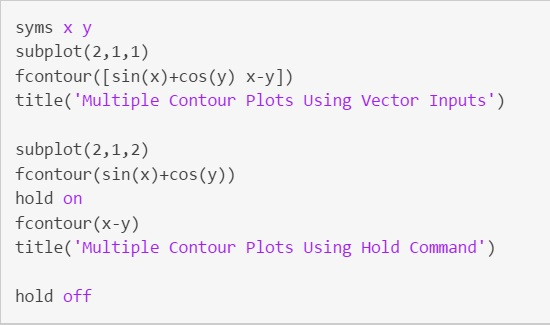 syms x y
subplot(2,1,1)
fcontour([sin(x)+cos(y) x-y])
title('Multiple Contour Plots Using Vector Inputs')
subplot(2,1,2)
fcontour(sin(x)+cos(y))
hold on
fcontour(x-y)
title('Multiple Contour Plots Using Hold Command')
hold off